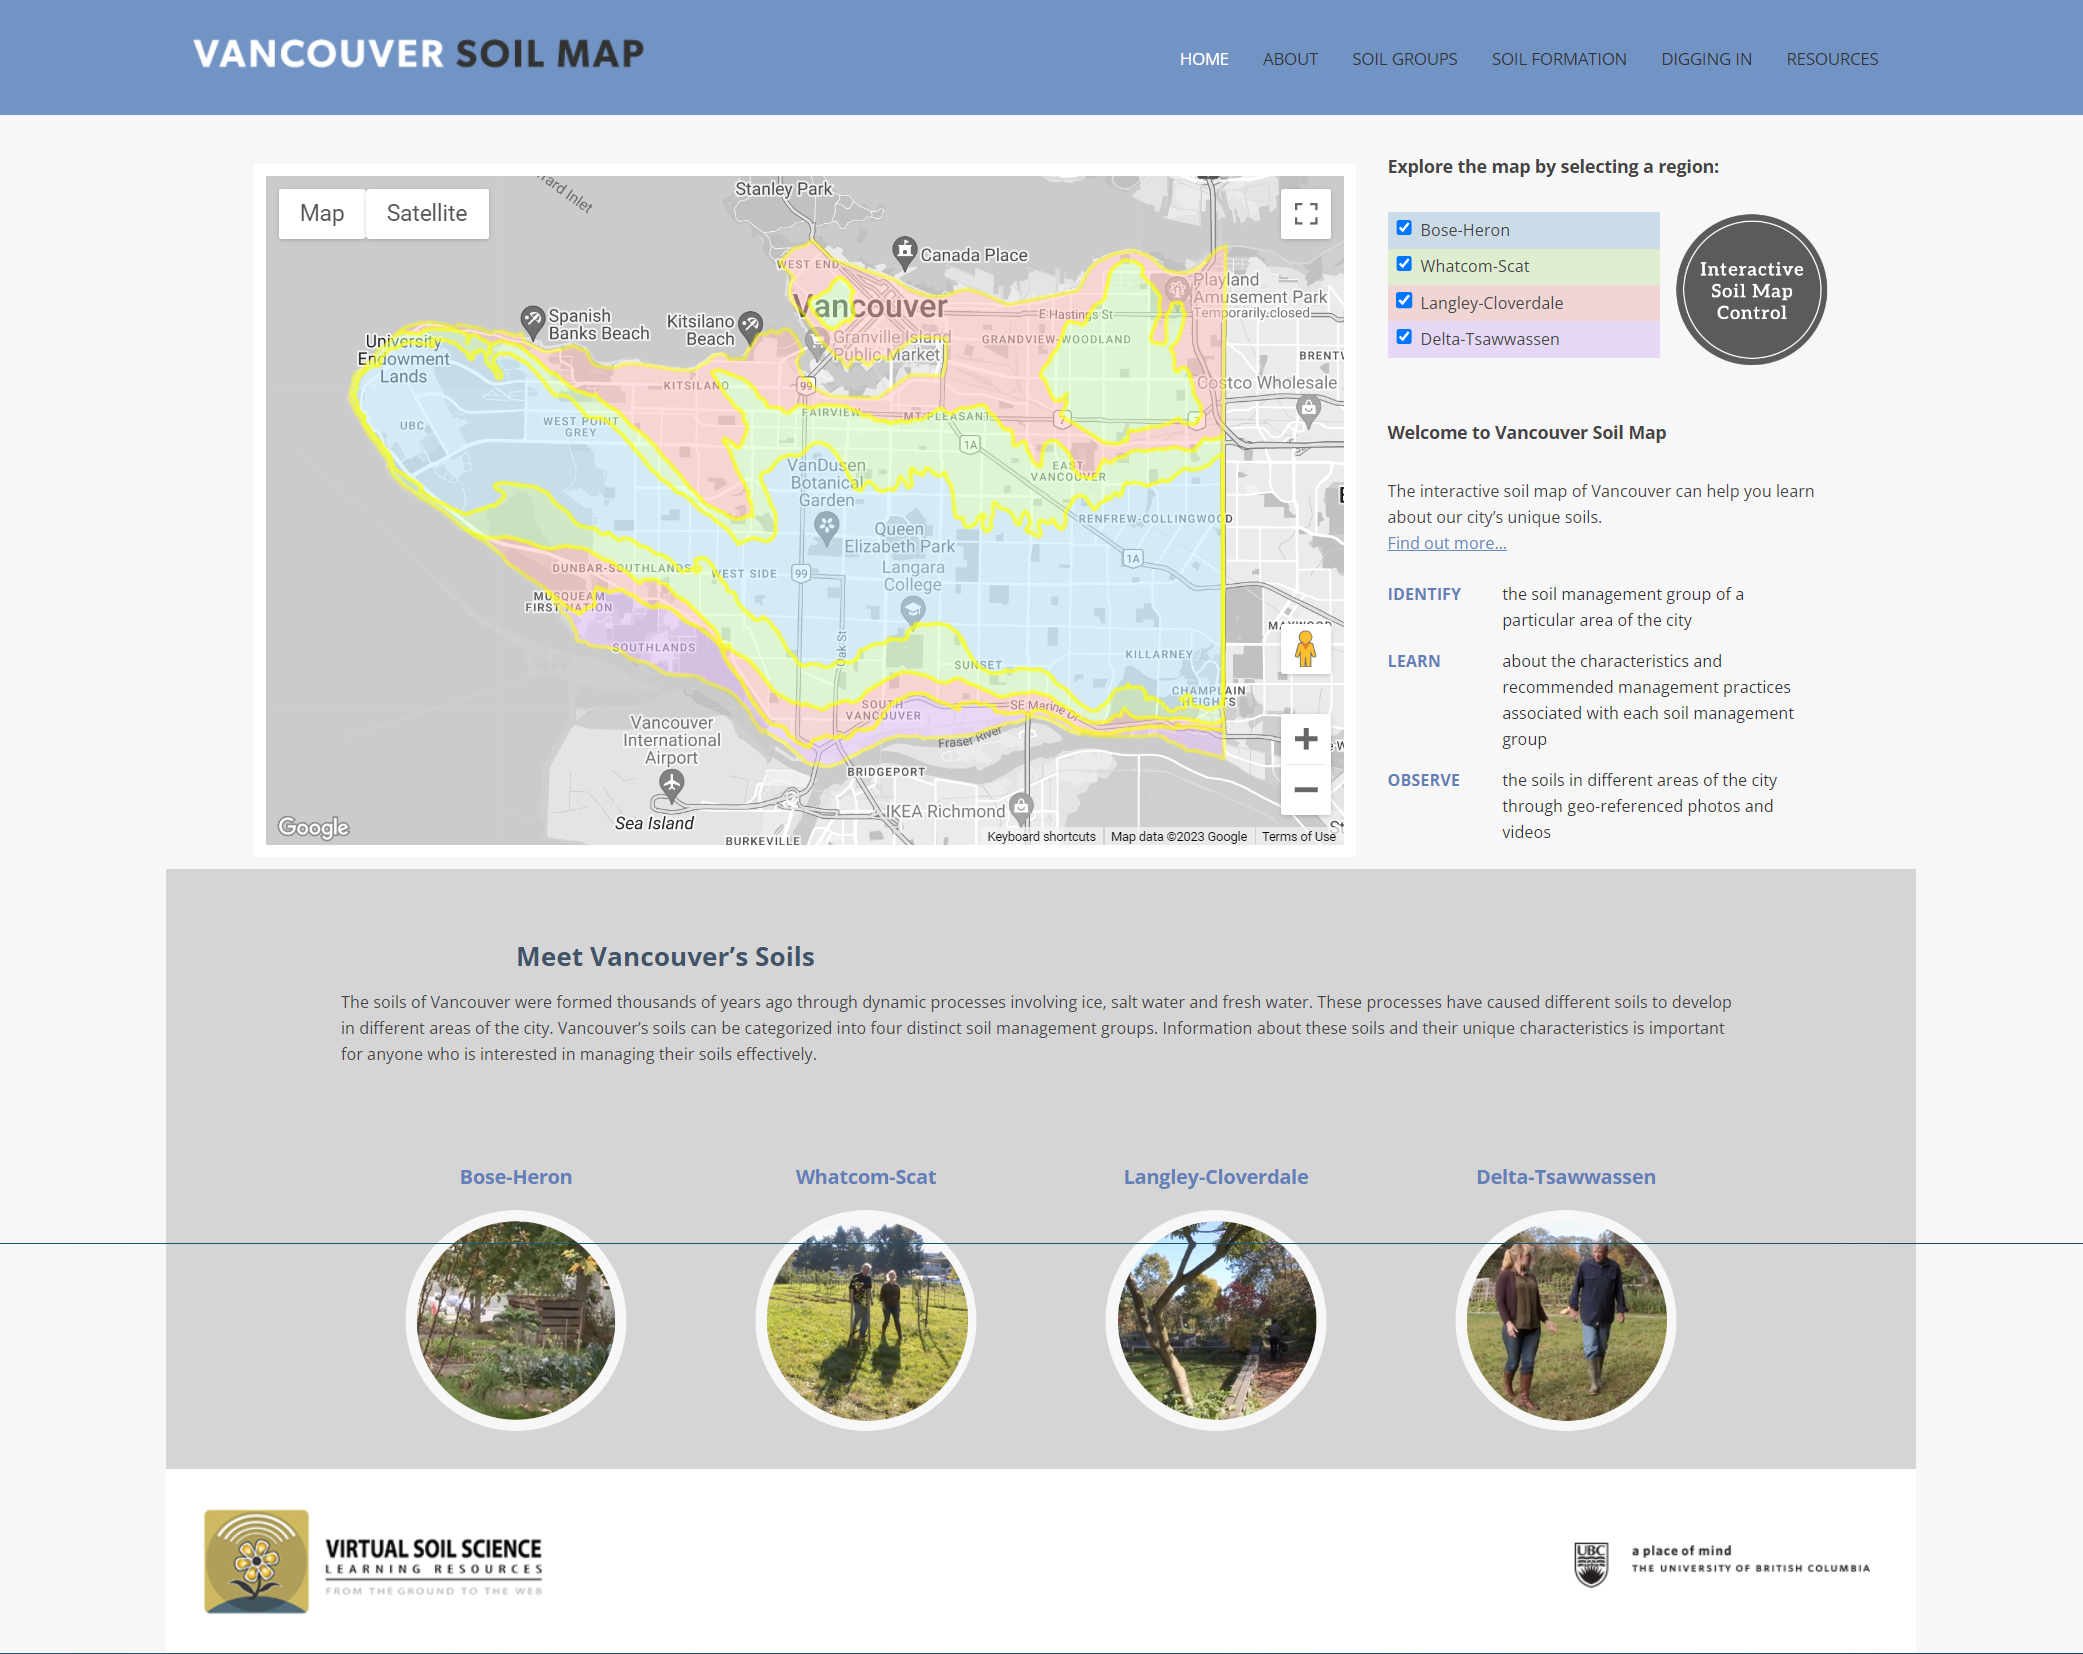 VANCOUVER SOIL MAP
HOME ABOUT SOIL GROUPS SOIL FORMATION DIGGING IN RESOURCES
Map Satellite
Stanley Park
Canada Place
WEST END
Vancouver
Playland
Amusement Park
Temporarily closed
Spanish
Banks Beach
Kitsilano
Beach
E Hastings St
University
Endowment
Lands
Granville Island
Public Market
GRANDVIEW-WOODLAND
KITSILANO
99
Costco Wholesale
UBC
WEST POINT
GREY
FAIRVIEW
MT PLEASANT
7
7
1A
VanDusen
Botanical
Garden
EAST
VANCOUVER
Queen
Elizabeth Park
RENFREW-COLLINGWOOD
Langara
College
1A
DUNBAR-SOUTHLANDS
WEST SIDE
99
MUSQUEAM
FIRST NATION
SOUTHLANDS
Oak St
SUNSET
KILLARNEY
CHAMPLAIN
HEIGHTS
SOUTH
VANCOUVER
SE Marine Dr
Vancouver
International
Airport
Fraser River
BRIDGEPORT
IKEA Richmond
Sea Island
BURKEVILLE
Google
Keyboard shortcuts Map data ©2023 Google Terms of Use
Explore the map by selecting a region:
Bose-Heron
Whatcom-Scat
Langley-Cloverdale
Delta-Tsawwassen
Interactive
Soil Map
Control
Welcome to Vancouver Soil Map
The interactive soil map of Vancouver can help you learn
about our city’s unique soils.
Find out more...
IDENTIFY the soil management group of a
particular area of the city
LEARN about the characteristics and
recommended management practices
associated with each soil management
group
OBSERVE the soils in different areas of the city
through geo-referenced photos and
videos
Meet Vancouver’s Soils
The soils of Vancouver were formed thousands of years ago through dynamic processes involving ice, salt water and fresh water. These processes have caused different soils to develop
in different areas of the city. Vancouver’s soils can be categorized into four distinct soil management groups. Information about these soils and their unique characteristics is important
for anyone who is interested in managing their soils effectively.
Bose-Heron Whatcom-Scat Langley-Cloverdale Delta-Tsawwassen
VIRTUAL SOIL SCIENCE
LEARNING RESOURCES
FROM THE GROUND TO THE WEB
UBC
a place of mind
THE UNIVERSITY OF BRITISH COLUMBIA